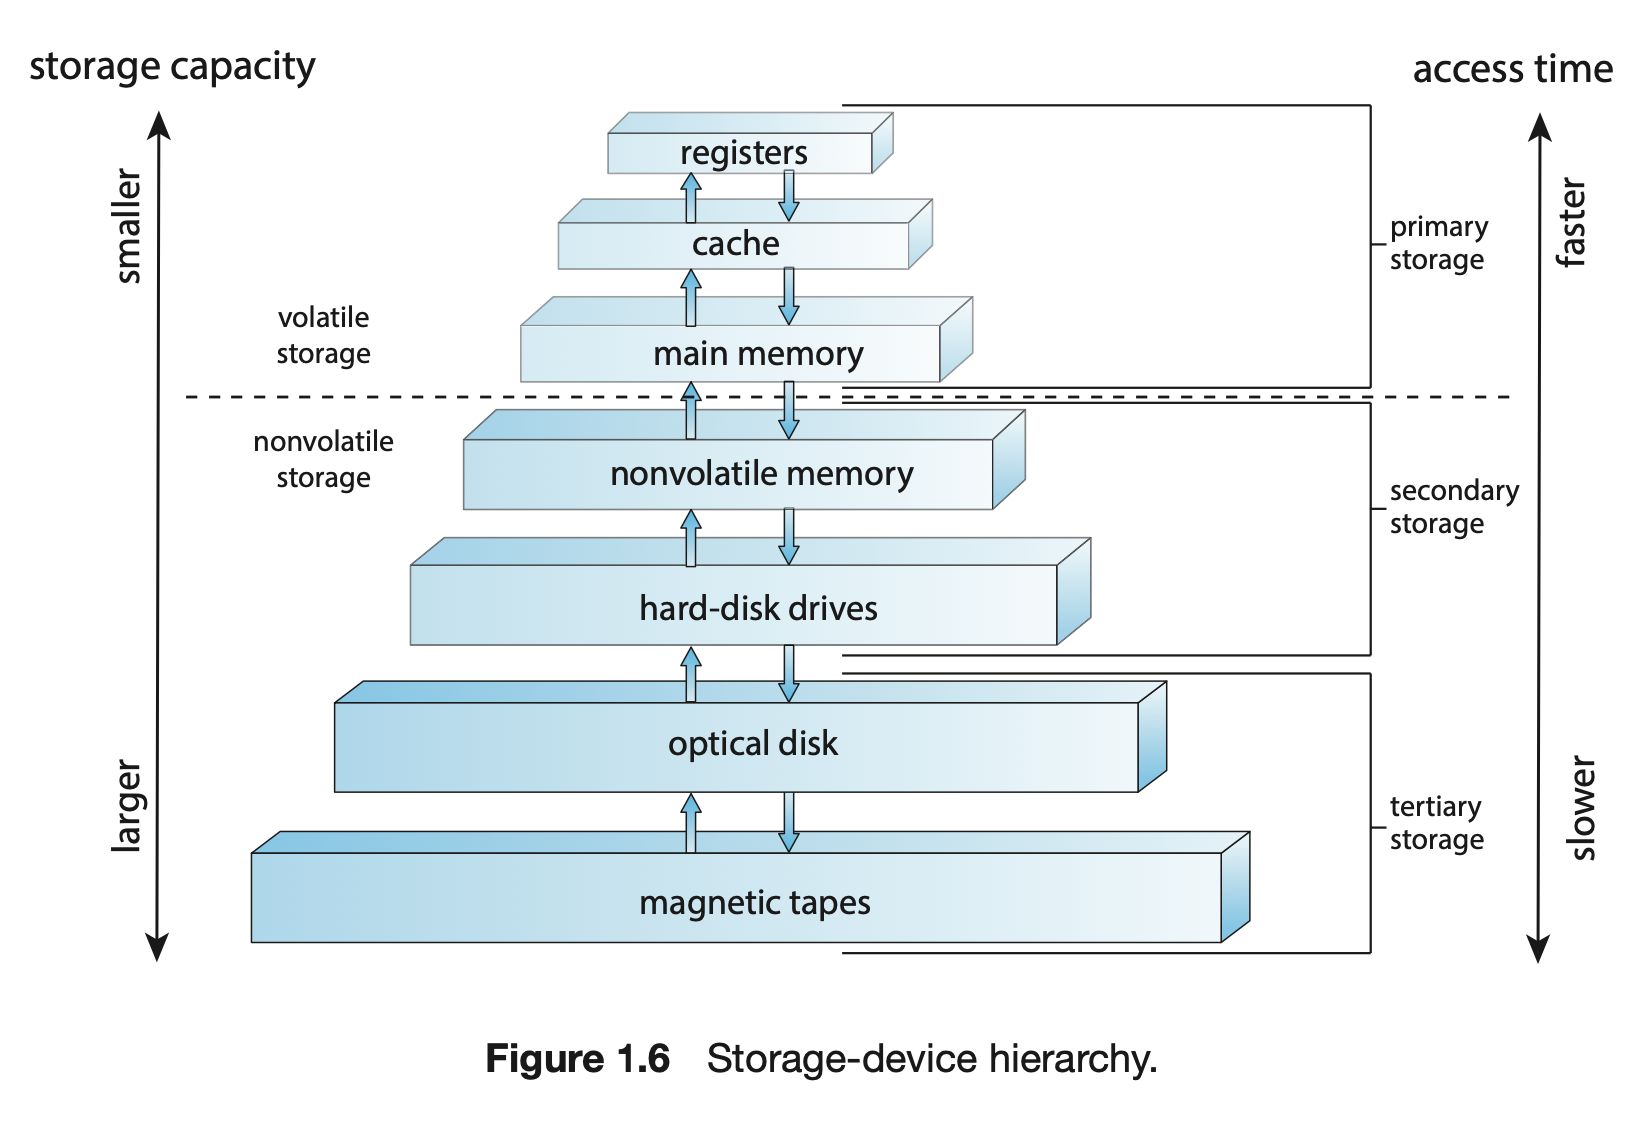 storage capacity
access time
smaller
larger
faster
slower
registers
cache
main memory
nonvolatile memory
hard-disk drives
optical disk
magnetic tapes
volatile
storage
nonvolatile
storage
primary
storage
secondary
storage
tertiary
storage
Figure 1.6 Storage-device hierarchy.